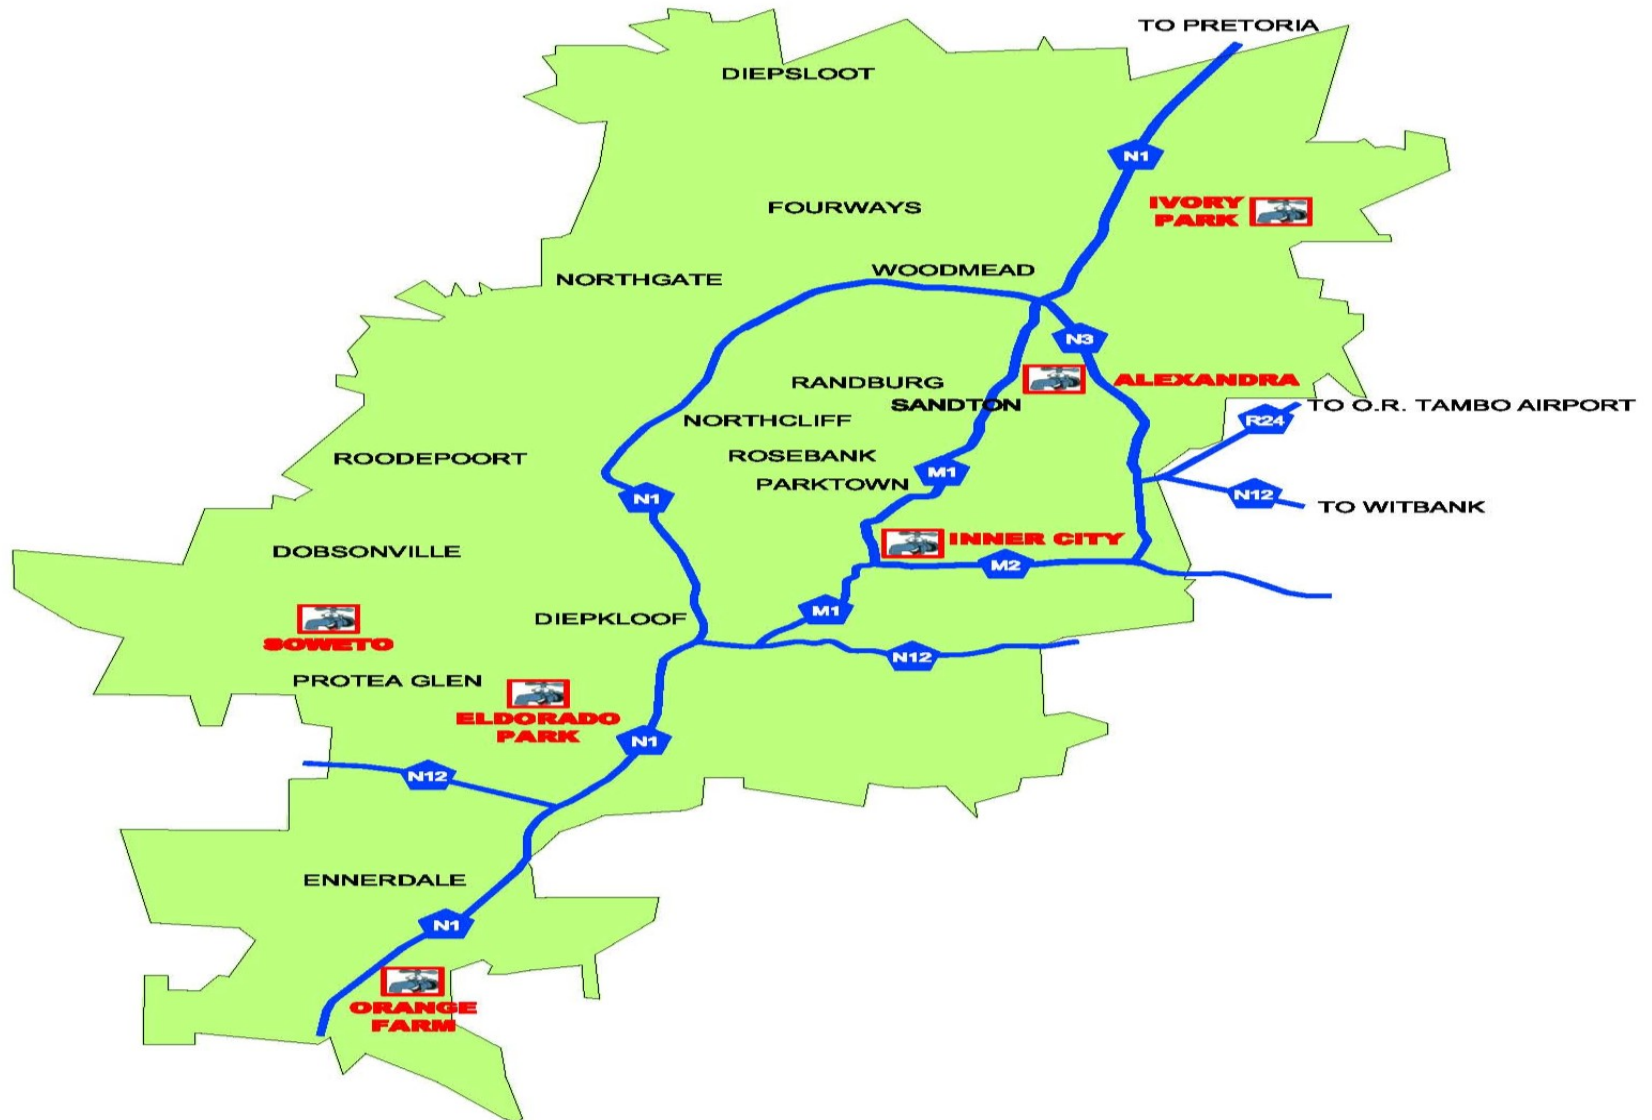 TO PRETORIA
DIEPSLOOT
N1
IVORY
PARK
FOURWAYS
WOODMEAD
NORTHGATE
N3
RANDBURG
ALEXANDRA
SANDTON
TO O.R. TAMBO AIRPORT
R24
NORTHCLIFF
ROSEBANK
ROODEPOORT
M1
PARKTOWN
N1
N12
TO WITBANK
INNER CITY
DOBSONVILLE
M2
M1
DIEPKLOOF
SOWETO
N12
PROTEA GLEN
ELDORADO
PARK
N1
N12
ENNERDALE
N1
ORANGE
FARM